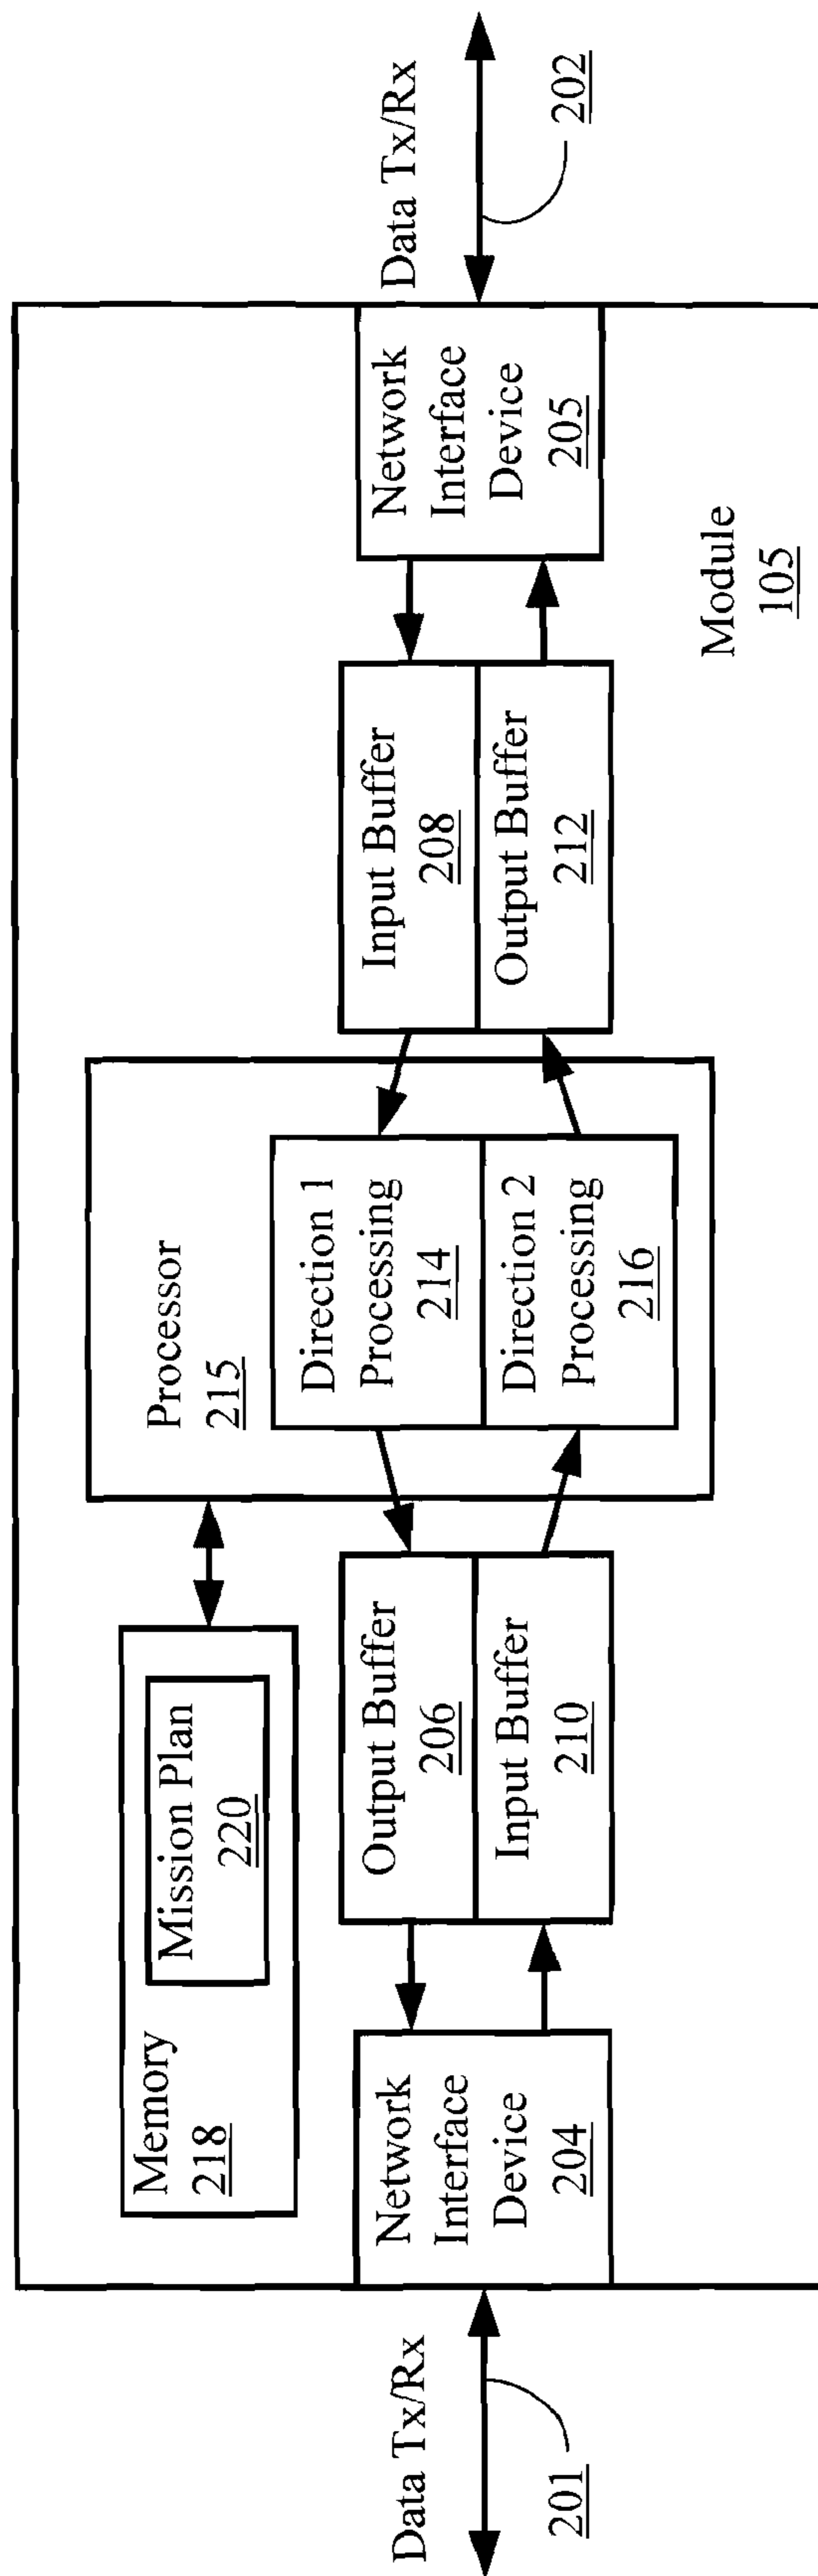 Memory
218
Mission Plan
220
Processor
215
Data Tx/Rx
201
Network
Interface
Device
204
Output Buffer
206
Input Buffer
210
Direction 1
Processing
214
Direction 2
Processing
216
Input Buffer
208
Output Buffer
212
Network
Interface
Device
205
Data Tx/Rx
202
Module
105